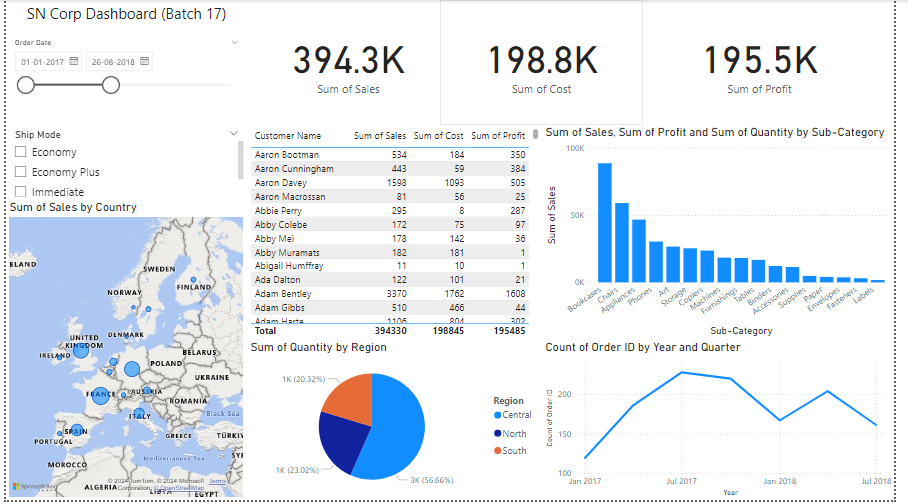 SN Corp Dashboard (Batch 17)
Order Date
01-01-2017
26-08-2018
394.3K
Sum of Sales
198.8K
Sum of Cost
195.5K
Sum of Profit
Ship Mode
Economy
Economy Plus
Immediate
Customer Name Sum of Sales Sum of Cost Sum of Profit
Aaron Bootman 534 184 350
Aaron Cunningham 443 59 384
Aaron Davey 1598 1093 505
Aaron Macrossan 81 56 25
Abbie Perry 295 8 287
Abby Colebe 172 75 97
Abby Mei 178 142 36
Abby Muramats 182 181 1
Abigail Humffray 11 10 1
Ada Dalton 122 101 21
Adam Bentley 3370 1762 1608
Adam Gibbs 510 466 44
Adam Harte 1106 804 302
Total 394330 198845 195485
Sum of Sales, Sum of Profit and Sum of Quantity by Sub-Category
Sum of Sales
100K
50K
0K
Bookcases
Chairs
Appliances
Phones
Art
Storage
Copiers
Machines
Furnishings
Tables
Binders
Accessories
Supplies
Paper
Envelopes
Fasteners
Labels
Sub-Category
Sum of Sales by Country
ELAND
SWEDEN
FINLAND
NORWAY
UNITED
KINGDOM
DENMARK
IRELAND
BELARUS
POLAND
UKRAINE
FRANCE
AUSTRIA
ROMANIA
ITALY
Black Sea
SPAIN
PORTUGAL
GREECE
TÜRKİY
Mediterranean Sea
SY
MOROCCO
ALGERIA
LIBYA
EGYPT
Microsoft Bing
© 2024 TomTom, © 2024 Microsoft
Corporation, © OpenStreetMap
Terms
Sum of Quantity by Region
1K (20.32%)
1K (23.02%)
3K (56.66%)
Region
Central
North
South
Count of Order ID by Year and Quarter
Count of Order ID
200
150
100
Jan 2017
Jul 2017
Jan 2018
Jul 2018
Year